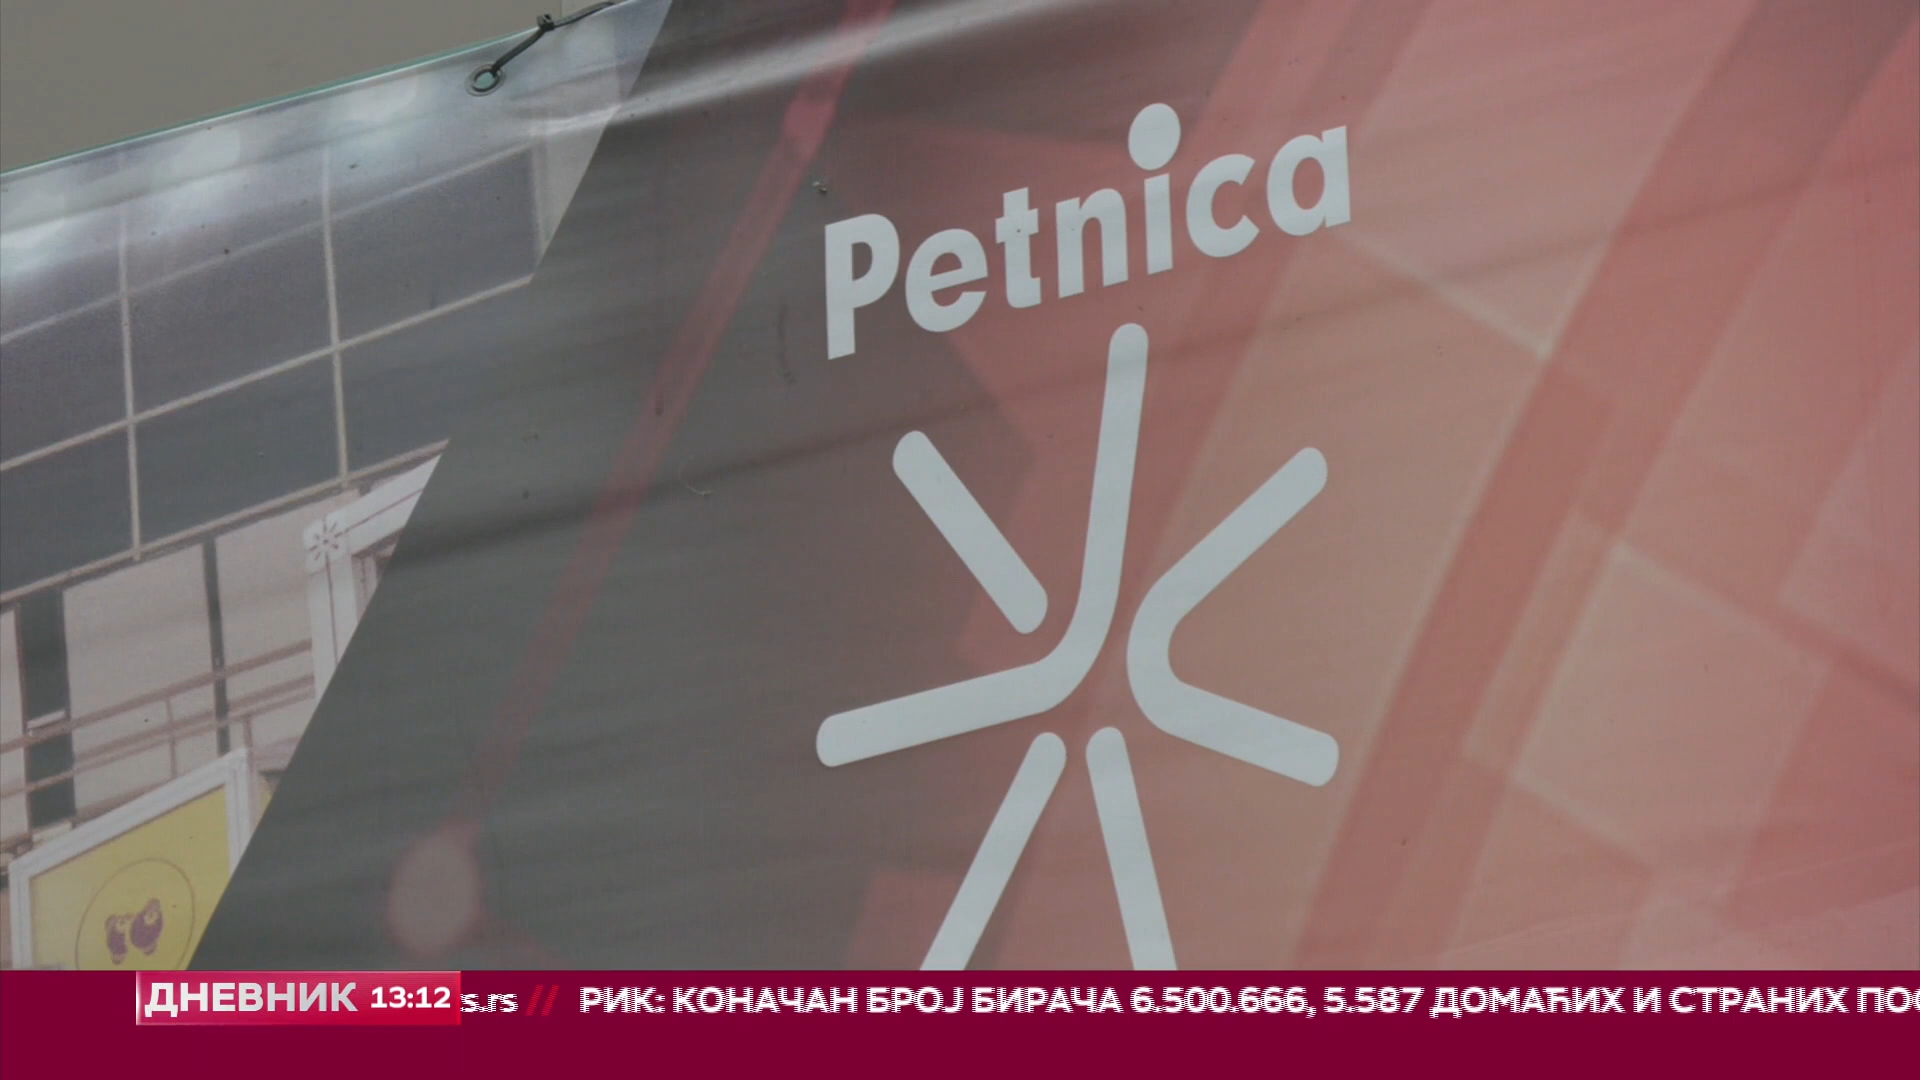 Petnica
ДНЕВНИК 13:12 s.rs // РИК: КОНАЧАН БРОЈ БИРАЧА 6.500.666, 5.587 ДОМАЋИХ И СТРАНИХ